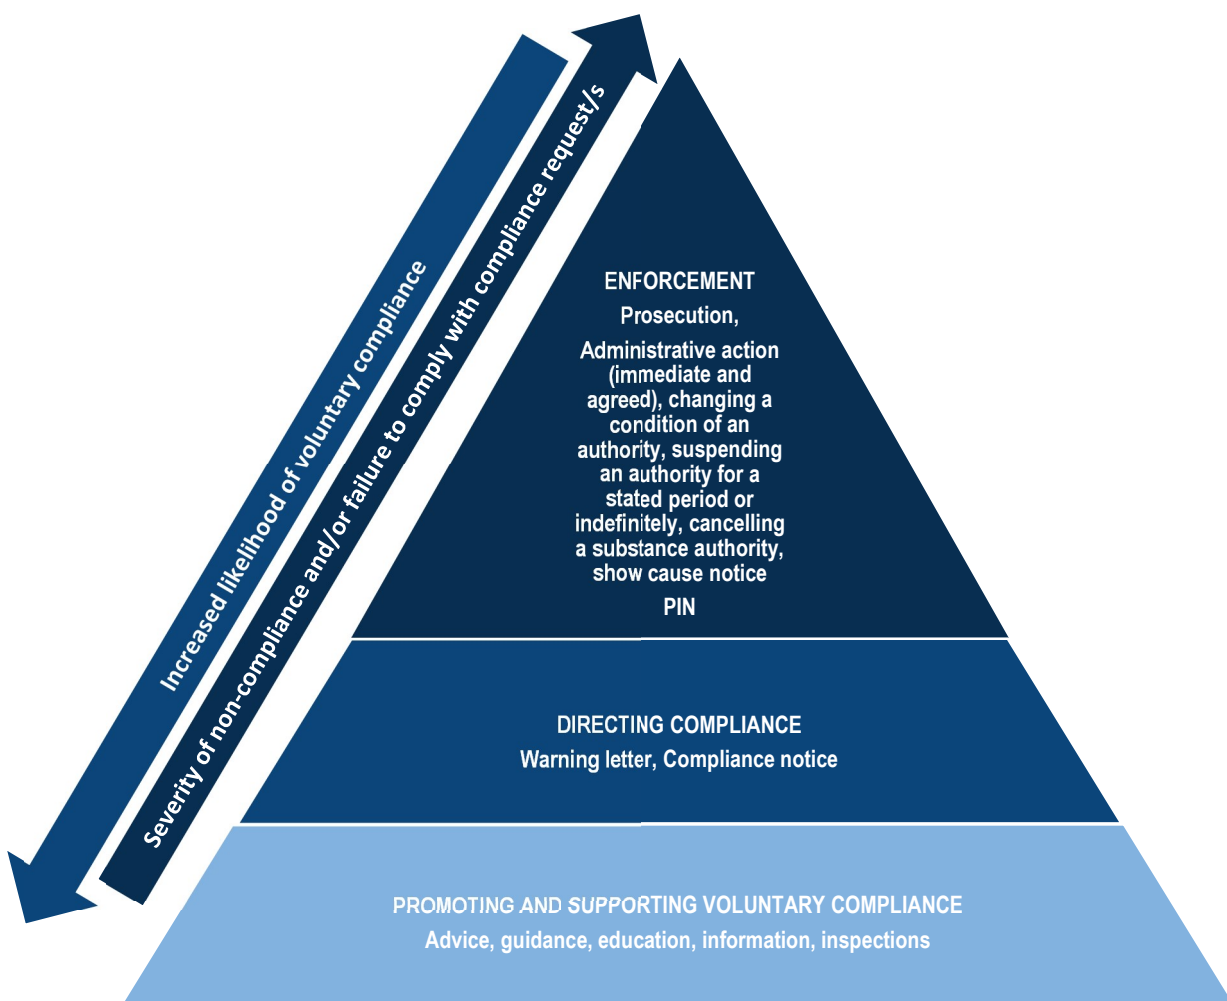 Increased likelihood of voluntary compliance
Severity of non-compliance and/or failure to comply with compliance request/s
ENFORCEMENT
Prosecution,
Administrative action
(immediate and
agreed), changing a
condition of an
authority, suspending
an authority for a
stated period or
indefinitely, cancelling
a substance authority,
show cause notice
PIN
DIRECTING COMPLIANCE
Warning letter, Compliance notice
PROMOTING AND SUPPORTING VOLUNTARY COMPLIANCE
Advice, guidance, education, information, inspections